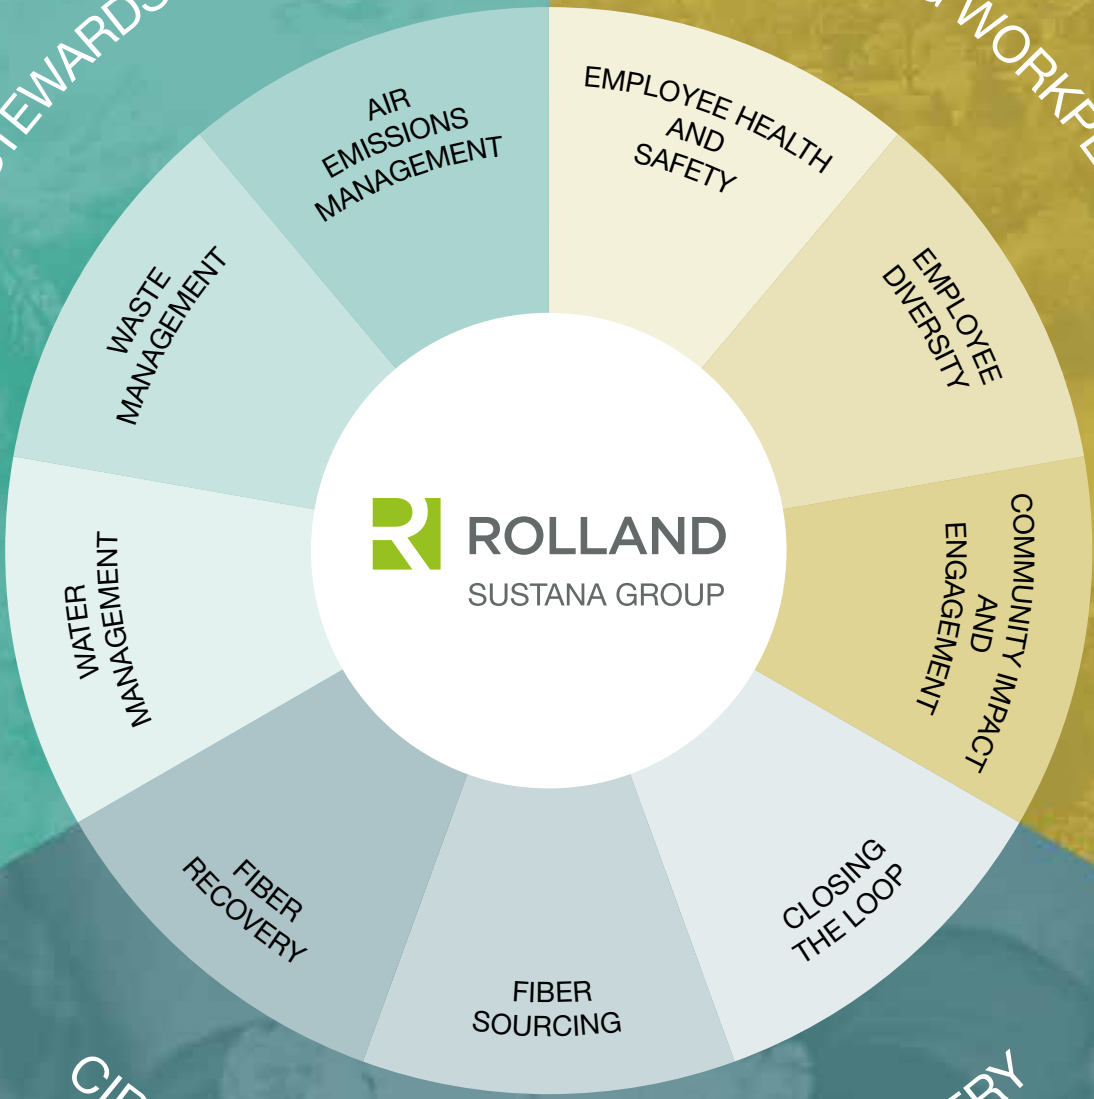 AIR
EMISSIONS
MANAGEMENT
EMPLOYEE HEALTH
AND
SAFETY
EMPLOYEE
DIVERSITY
COMMUNITY IMPACT
AND
ENGAGEMENT
CLOSING
THE LOOP
FIBER
SOURCING
FIBER
RECOVERY
WATER
MANAGEMENT
WASTE
MANAGEMENT
R
ROLLAND
SUSTANA GROUP